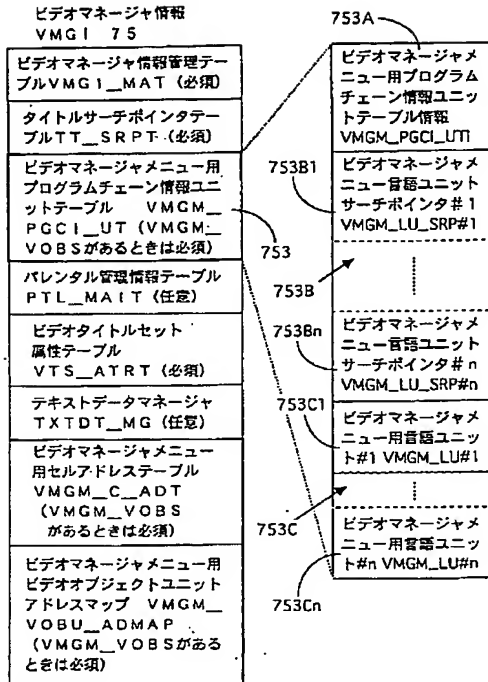 ビデオマネージャ情報
VMGI 75
ビデオマネージャ情報管理テー
ブルVMGI_MAT (必須)
タイトルサーチポインタテー
ブルTT_SRPT (必須)
ビデオマネージャメニュー用
プログラムチェーン情報ユニ
ットテーブル VMGM_
PGCI_UT (VMGM_
VOBSがあるときは必須)
パレンタル管理情報テーブル
PTL_MAIT (任意)
ビデオタイトルセット
属性テーブル
VTS_ATRT (必須)
テキストデータマネージャ
TXTDT_MG (任意)
ビデオマネージャメニュー
用セルアドレステーブル
VMGM_C_ADT
(VMGM_VOBS
があるときは必須)
ビデオマネージャメニュー用
ビデオオブジェクトユニット
アドレスマップ VMGM_
VOBU_ADMAP
(VMGM_VOBSがある
ときは必須)
753
753A
ビデオマネージャメ
ニュー用プログラム
チェーン情報ユニッ
トテーブル情報
VMGM_PGCI_UTI
753B1
ビデオマネージャメ
ニュー言語ユニット
サーチポインタ#1
VMGM_LU_SRP#1
753B
753Bn
ビデオマネージャメ
ニュー言語ユニット
サーチポインタ#n
VMGM_LU_SRP#n
753C1
ビデオマネージャメ
ニュー用言語ユニッ
ト#1 VMGM_LU#1
753C
ビデオマネージャメ
ニュー用言語ユニッ
ト#n VMGM_LU#n
753Cn